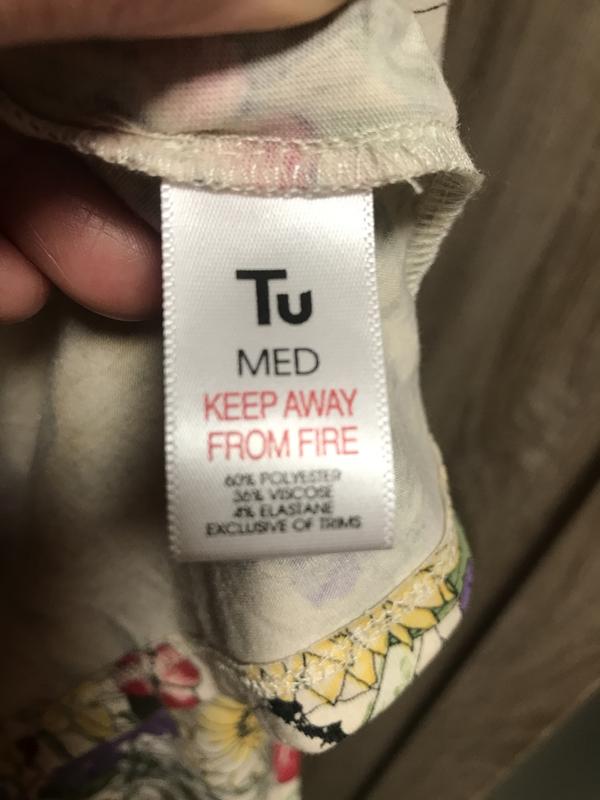 Tu
MED
KEEP AWAY
FROM FIRE
60% POLYESTER
36% VISCOSE
4% ELASTANE
EXCLUSIVE OF TRIMS